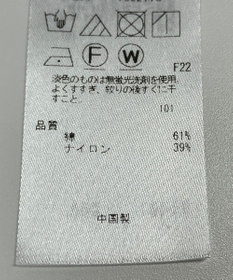 F W
F22
淡色のものは無蛍光洗剤を使用。
よくすすぎ、絞りの後すぐに干
すこと。
101
品質
綿 61%
ナイロン 39%
中国製